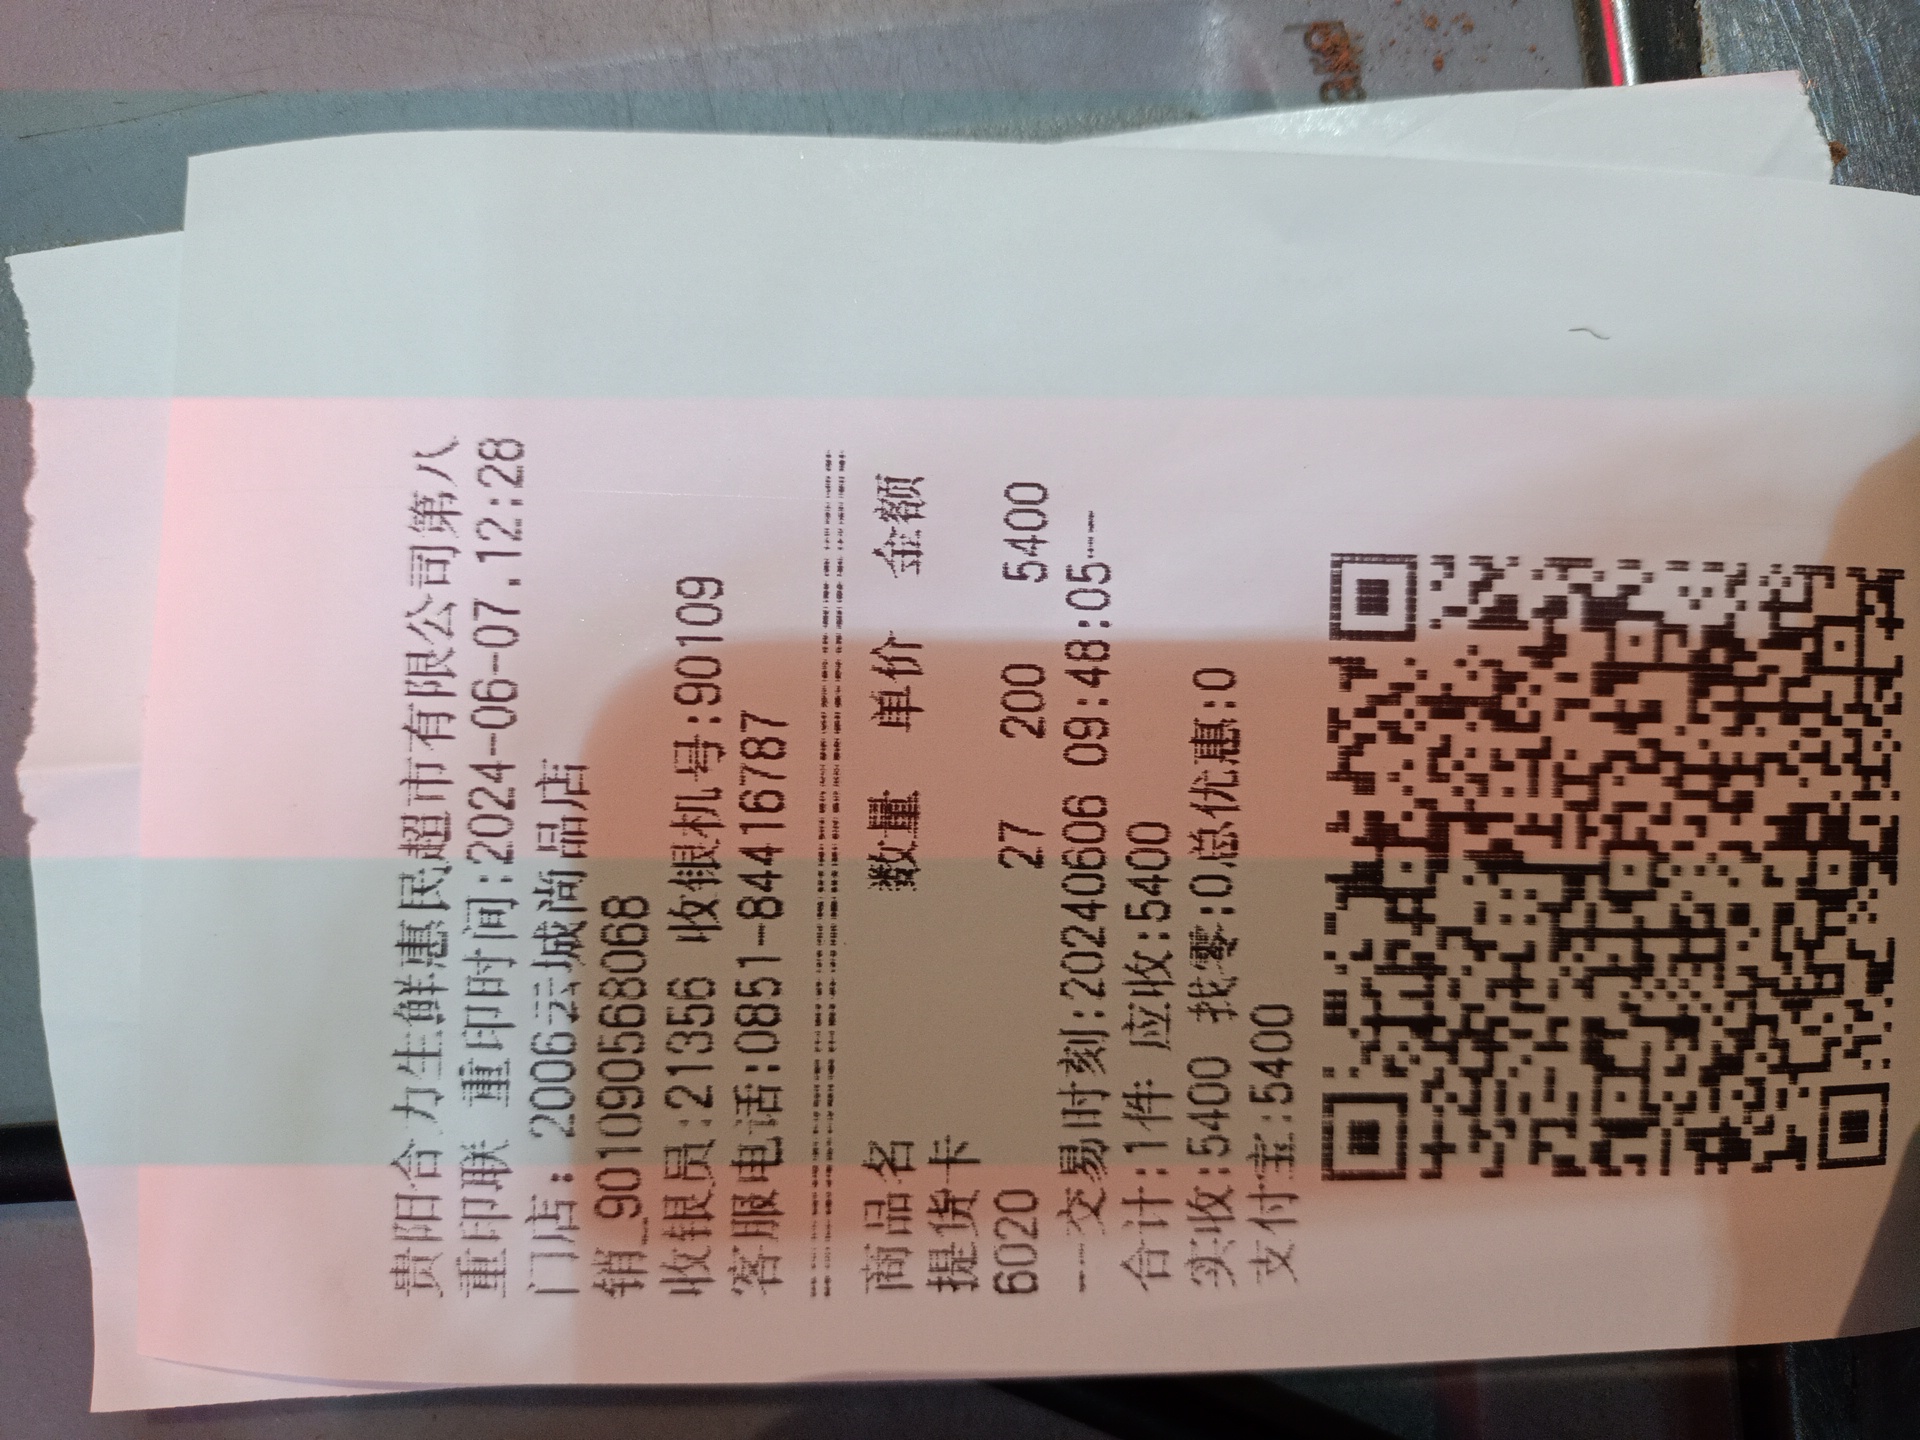 贵阳合力生鲜惠民超市有限公司第八
重印联 重印时间:2024-06-07.12:28
门店: 2006云城尚品店
销_901090568068
收银员:21356 收银机号:90109
客服电话:0851-84416787
================================
商品名 数量 单价 金额
提货卡
6020 27 200 5400
--交易时刻:20240606 09:48:05--
合计:1件 应收:5400
实收:5400 找零:0总优惠:0
支付宝:5400